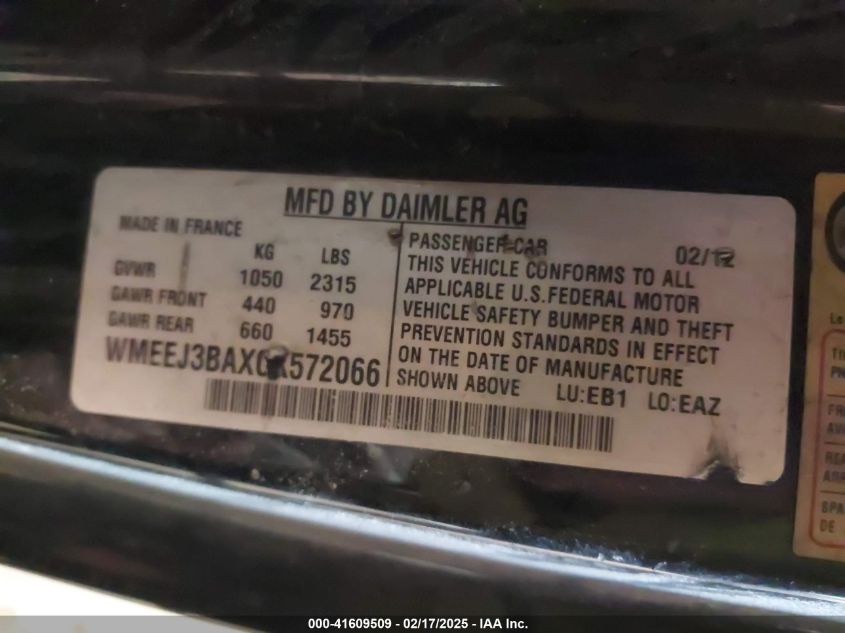 MFD BY DAIMLER AG
MADE IN FRANCE
KG LBS
GVWR 1050 2315
GAWR FRONT 440 970
GAWR REAR 660 1455
WMEEJ3BAXCK572066
PASSENGER CAR 02/12
THIS VEHICLE CONFORMS TO ALL
APPLICABLE U.S.FEDERAL MOTOR
VEHICLE SAFETY BUMPER AND THEFT
PREVENTION STANDARDS IN EFFECT
ON THE DATE OF MANUFACTURE
SHOWN ABOVE LU:EB1 LO:EAZ
DE
000-41609509 - 02/17/2025 - IAA Inc.